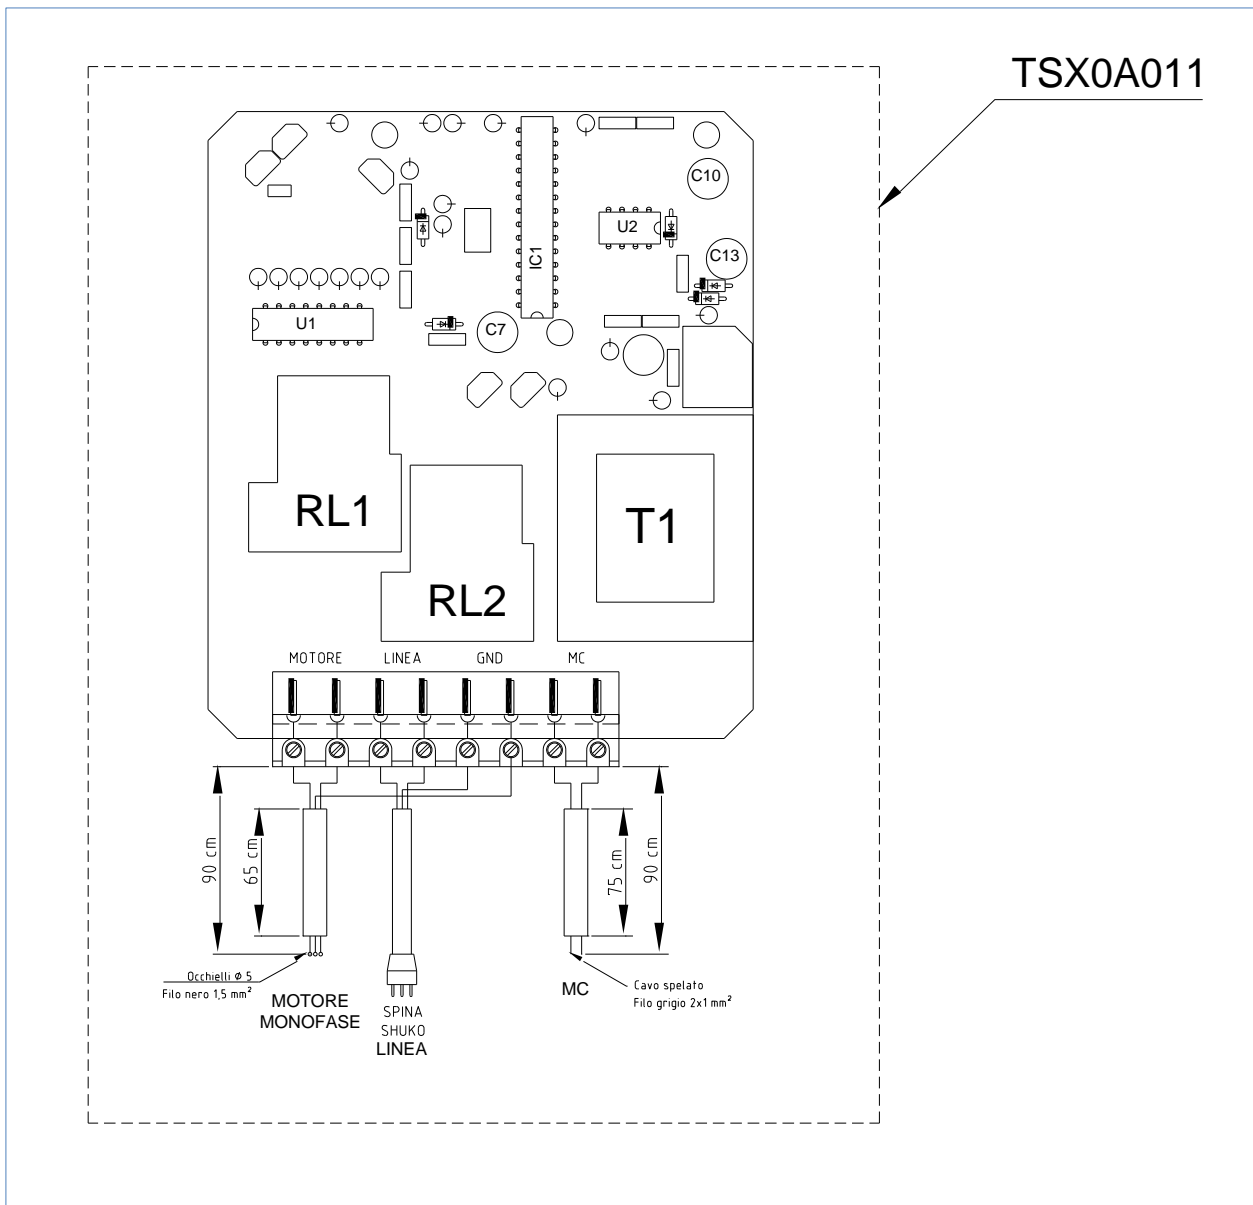 TSX0A011
C10
U2
IC1
C13
U1
C7
RL1
T1
RL2
MOTORE LINEA GND MC
90 cm
65 cm
75 cm
90 cm
Occhielli ø 5
Filo nero 1,5 mm²
MOTORE
MONOFASE
SPINA
SHUKO
LINEA
MC
Cavo spelato
Filo grigio 2x1 mm²